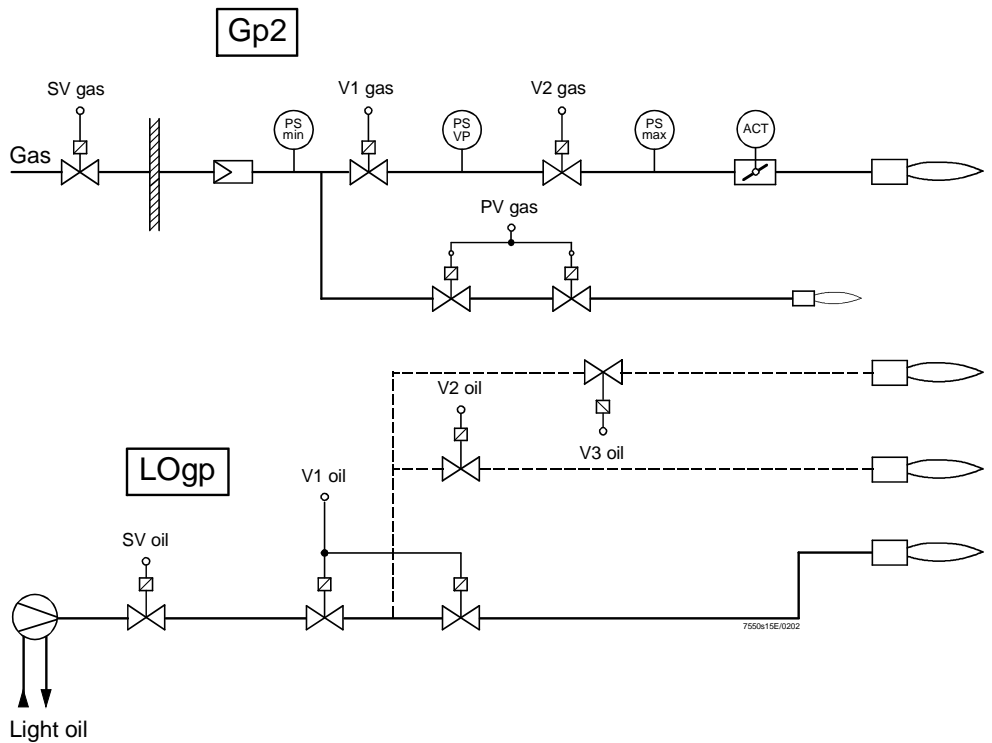 Gp2
SV gas
V1 gas
V2 gas
PS
min
PS
VP
PS
max
ACT
Gas
PV gas
V2 oil
V3 oil
LOgp
V1 oil
SV oil
7550s15E/0202
Light oil